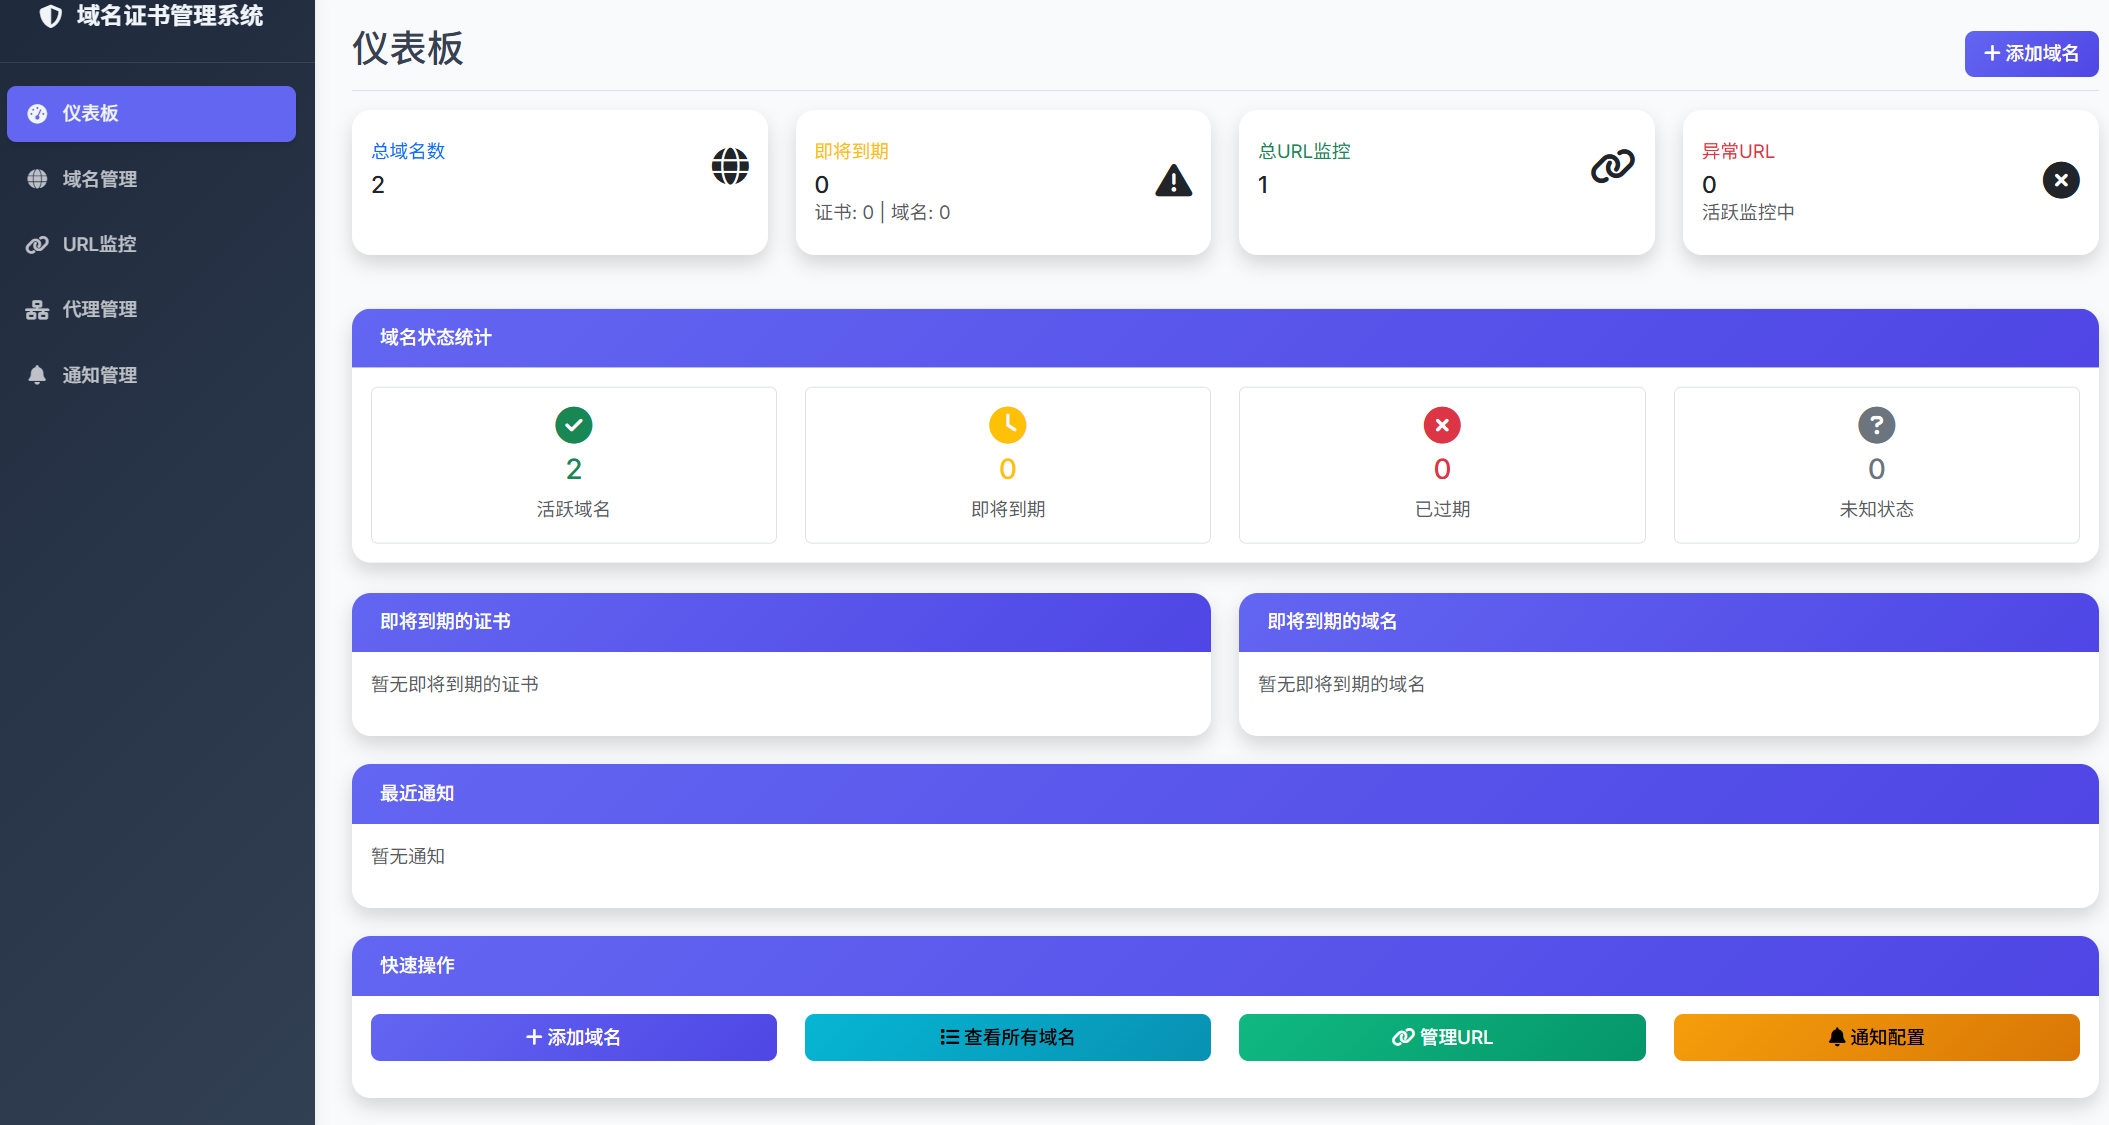 域名证书管理系统
仪表板
域名管理
URL监控
代理管理
通知管理
仪表板
添加域名
总域名数
2
即将到期
0
证书: 0 | 域名: 0
总URL监控
1
异常URL
0
活跃监控中
域名状态统计
2
活跃域名
0
即将到期
0
已过期
0
未知状态
即将到期的证书
暂无即将到期的证书
即将到期的域名
暂无即将到期的域名
最近通知
暂无通知
快速操作
添加域名
查看所有域名
管理URL
通知配置